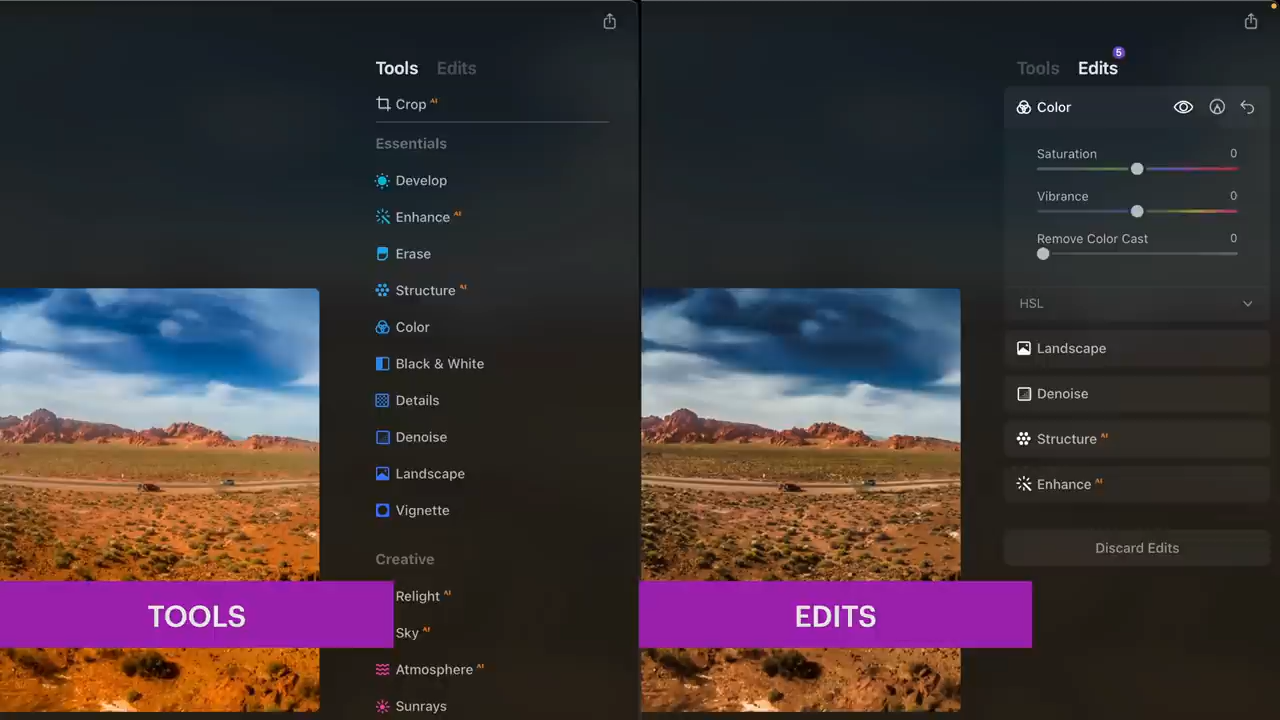 Tools Edits
Crop AI
Essentials
Develop
Enhance AI
Erase
Structure AI
Color
Black & White
Details
Denoise
Landscape
Vignette
Creative
Relight AI
Sky AI
Atmosphere AI
Sunrays
TOOLS
5
Tools Edits
Color
Saturation 0
Vibrance 0
Remove Color Cast 0
HSL
Landscape
Denoise
Structure AI
Enhance AI
Discard Edits
EDITS